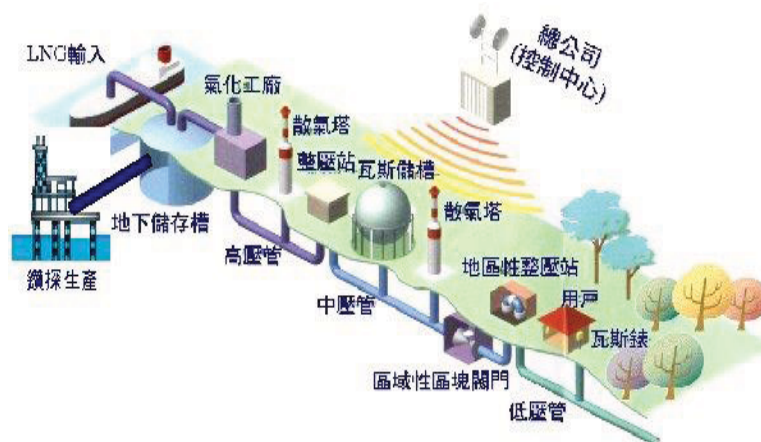 LNG輸入
總公司
(控制中心)
氣化工廠
散氣塔
整壓站
瓦斯儲槽
散氣塔
地下儲存槽
高壓管
地區性整壓站
鑽探生產
中壓管
用戶
瓦斯錶
區域性區塊閥門
低壓管